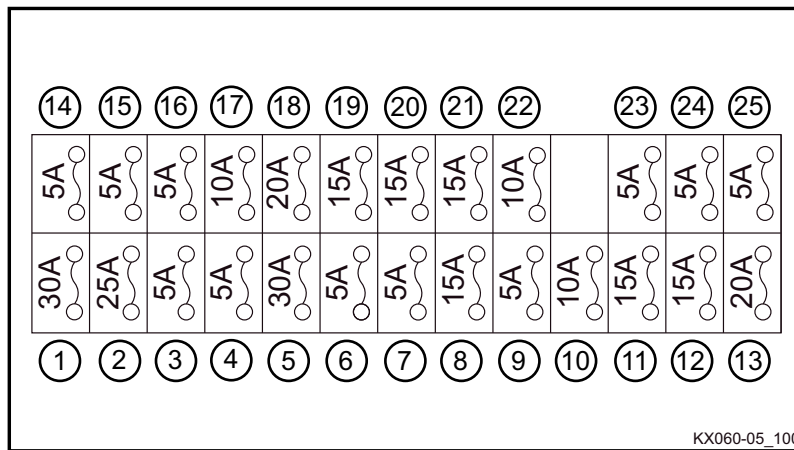 14 15 16 17 18 19 20 21 22 23 24 25
5A 5A 5A 10A 20A 15A 15A 15A 10A 5A 5A 5A
30A 25A 5A 5A 30A 5A 5A 15A 5A 10A 15A 15A 20A
1 2 3 4 5 6 7 8 9 10 11 12 13
KX060-05_100